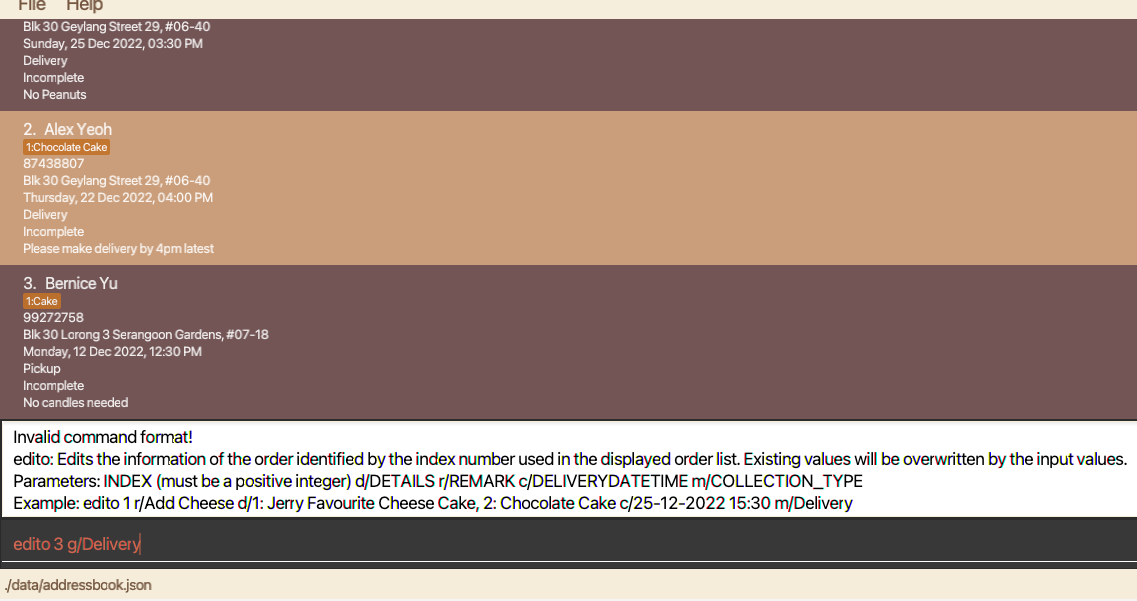 File Help
Blk 30 Geylang Street 29, #06-40
Sunday, 25 Dec 2022, 03:30 PM
Delivery
Incomplete
No Peanuts
2. Alex Yeoh
1:Chocolate Cake
87438807
Blk 30 Geylang Street 29, #06-40
Thursday, 22 Dec 2022, 04:00 PM
Delivery
Incomplete
Please make delivery by 4pm latest
3. Bernice Yu
1:Cake
99272758
Blk 30 Lorong 3 Serangoon Gardens, #07-18
Monday, 12 Dec 2022, 12:30 PM
Pickup
Incomplete
No candles needed
Invalid command format!
edito: Edits the information of the order identified by the index number used in the displayed order list. Existing values will be overwritten by the input values.
Parameters: INDEX (must be a positive integer) d/DETAILS r/REMARK c/DELIVERYDATETIME m/COLLECTION_TYPE
Example: edito 1 r/Add Cheese d/1: Jerry Favourite Cheese Cake, 2: Chocolate Cake c/25-12-2022 15:30 m/Delivery
edito 3 g/Delivery
./data/addressbook.json